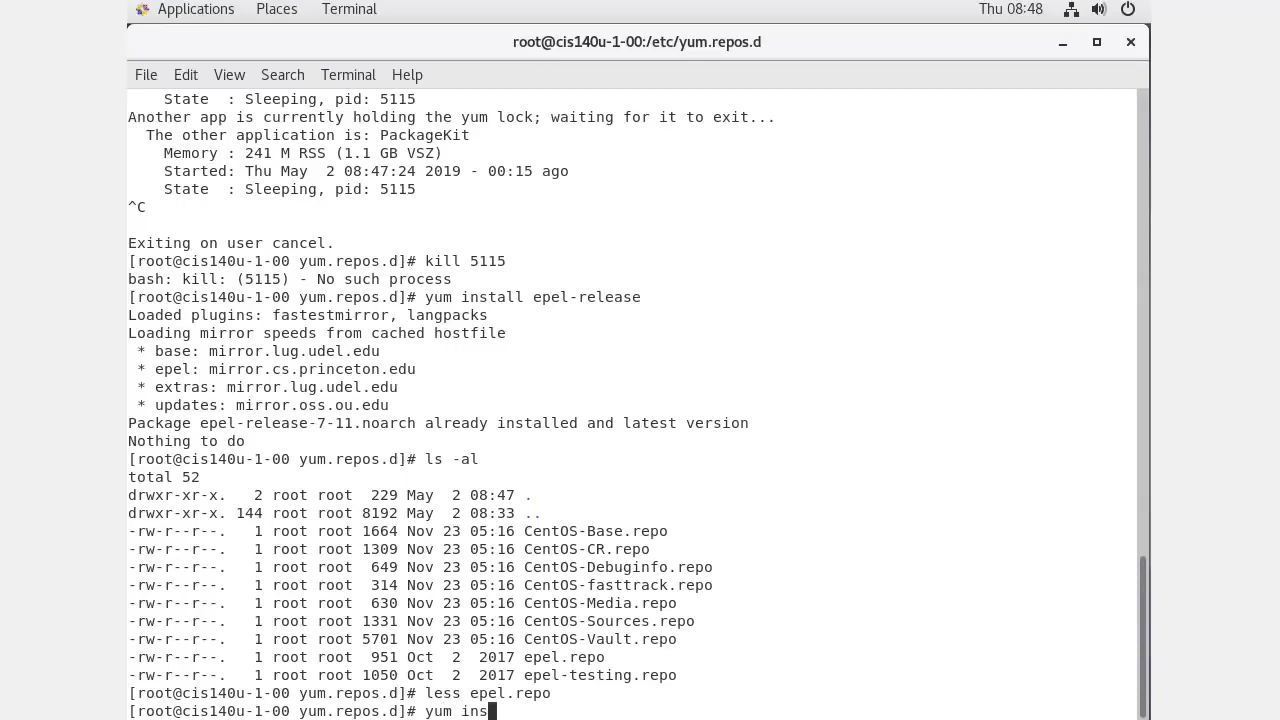 Applications Places Terminal Thu 08:48
root@cis140u-1-00:/etc/yum.repos.d
File Edit View Search Terminal Help
State : Sleeping, pid: 5115
Another app is currently holding the yum lock; waiting for it to exit...
The other application is: PackageKit
Memory : 241 M RSS (1.1 GB VSZ)
Started: Thu May 2 08:47:24 2019 - 00:15 ago
State : Sleeping, pid: 5115
^C
Exiting on user cancel.
[root@cis140u-1-00 yum.repos.d]# kill 5115
bash: kill: (5115) - No such process
[root@cis140u-1-00 yum.repos.d]# yum install epel-release
Loaded plugins: fastestmirror, langpacks
Loading mirror speeds from cached hostfile
* base: mirror.lug.udel.edu
* epel: mirror.cs.princeton.edu
* extras: mirror.lug.udel.edu
* updates: mirror.oss.ou.edu
Package epel-release-7-11.noarch already installed and latest version
Nothing to do
[root@cis140u-1-00 yum.repos.d]# ls -al
total 52
drwxr-xr-x. 2 root root 229 May 2 08:47 .
drwxr-xr-x. 144 root root 8192 May 2 08:33 ..
-rw-r--r--. 1 root root 1664 Nov 23 05:16 CentOS-Base.repo
-rw-r--r--. 1 root root 1309 Nov 23 05:16 CentOS-CR.repo
-rw-r--r--. 1 root root 649 Nov 23 05:16 CentOS-Debuginfo.repo
-rw-r--r--. 1 root root 314 Nov 23 05:16 CentOS-fasttrack.repo
-rw-r--r--. 1 root root 630 Nov 23 05:16 CentOS-Media.repo
-rw-r--r--. 1 root root 1331 Nov 23 05:16 CentOS-Sources.repo
-rw-r--r--. 1 root root 5701 Nov 23 05:16 CentOS-Vault.repo
-rw-r--r--. 1 root root 951 Oct 2 2017 epel.repo
-rw-r--r--. 1 root root 1050 Oct 2 2017 epel-testing.repo
[root@cis140u-1-00 yum.repos.d]# less epel.repo
[root@cis140u-1-00 yum.repos.d]# yum ins